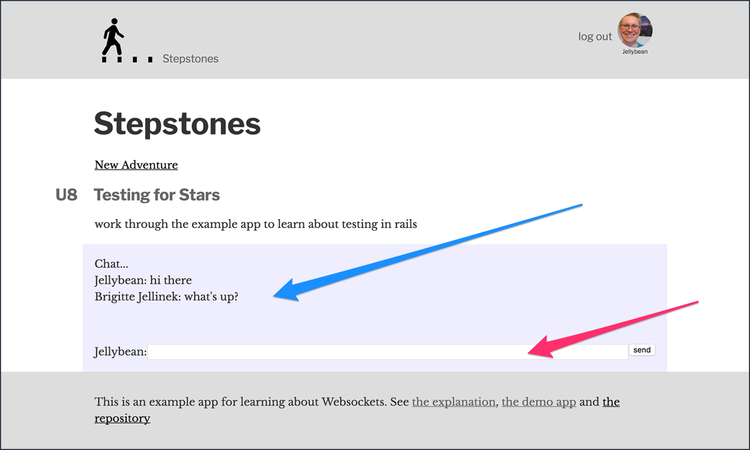 Stepstones
log out
Jellybean
Stepstones
New Adventure
U8 Testing for Stars
work through the example app to learn about testing in rails
Chat...
Jellybean: hi there
Brigitte Jellinek: what's up?
Jellybean: send
This is an example app for learning about Websockets. See the explanation, the demo app and the
repository